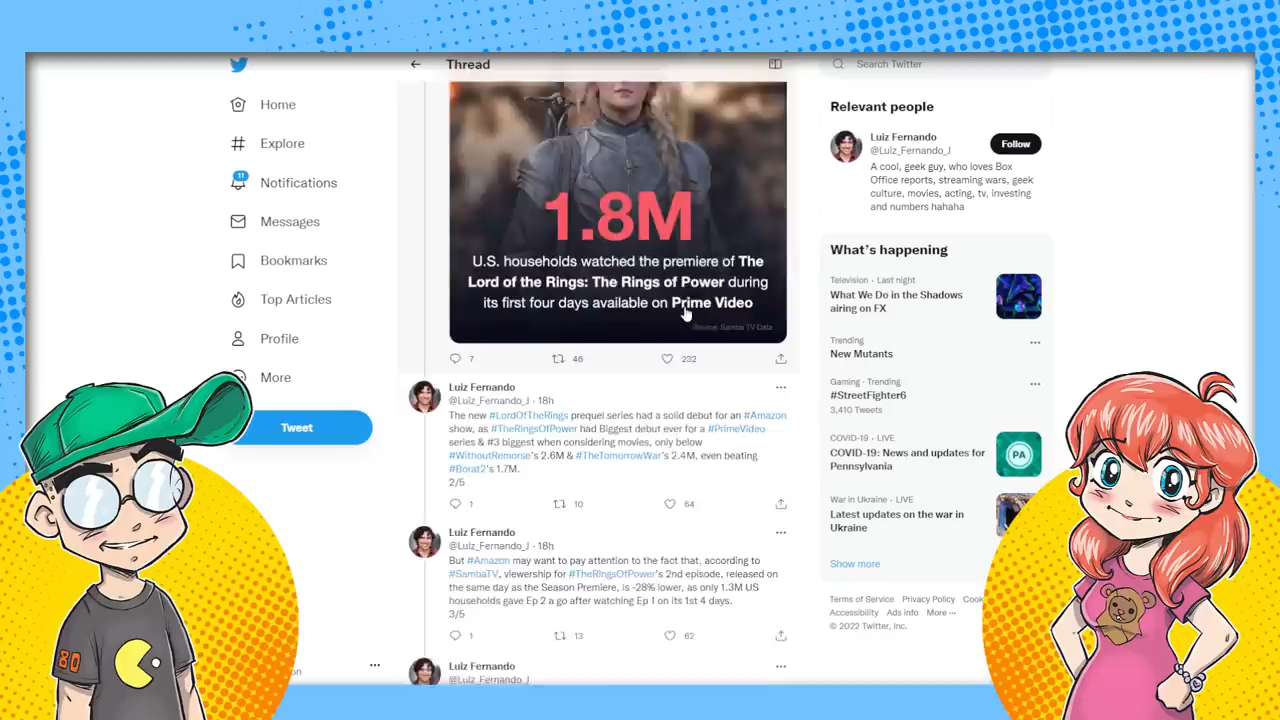 Home
Explore
11
Notifications
Messages
Bookmarks
Top Articles
Profile
More
Tweet
Thread
1.8M
U.S. households watched the premiere of The
Lord of the Rings: The Rings of Power during
its first four days available on Prime Video
Source: Samba TV Data
7
46
232
Luiz Fernando
@Luiz_Fernando_J · 18h
The new #LordOfTheRings prequel series had a solid debut for an #Amazon
show, as #TheRingsOfPower had Biggest debut ever for a #PrimeVideo
series & #3 biggest when considering movies, only below
#WithoutRemorse's 2.6M & #TheTomorrowWar's 2.4M, even beating
#Borat2's 1.7M.
2/5
1
10
64
Luiz Fernando
@Luiz_Fernando_J · 18h
But #Amazon may want to pay attention to the fact that, according to
#SambaTV, viewership for #TheRingsOfPower's 2nd episode, released on
the same day as the Season Premiere, is -28% lower, as only 1.3M US
households gave Ep 2 a go after watching Ep 1 on its 1st 4 days.
3/5
1
13
62
Luiz Fernando
@Luiz_Fernando_J
Search Twitter
Relevant people
Luiz Fernando
@Luiz_Fernando_J
Follow
A cool, geek guy, who loves Box
Office reports, streaming wars, geek
culture, movies, acting, tv, investing
and numbers hahaha
What's happening
Television · Last night
What We Do in the Shadows
airing on FX
Trending
New Mutants
Gaming · Trending
#StreetFighter6
3,410 Tweets
COVID-19 · LIVE
COVID-19: News and updates for
Pennsylvania
PA
War in Ukraine · LIVE
Latest updates on the war in
Ukraine
Show more
Terms of Service Privacy Policy Cook
Accessibility Ads info More ···
© 2022 Twitter, Inc.
80